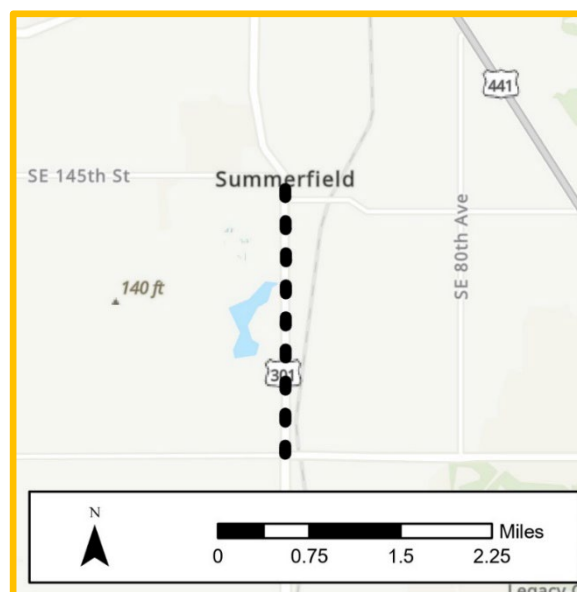 441
SE 145th St
Summerfield
SE 80th Ave
140 ft
301
N
Miles
0 0.75 1.5 2.25
Legacy